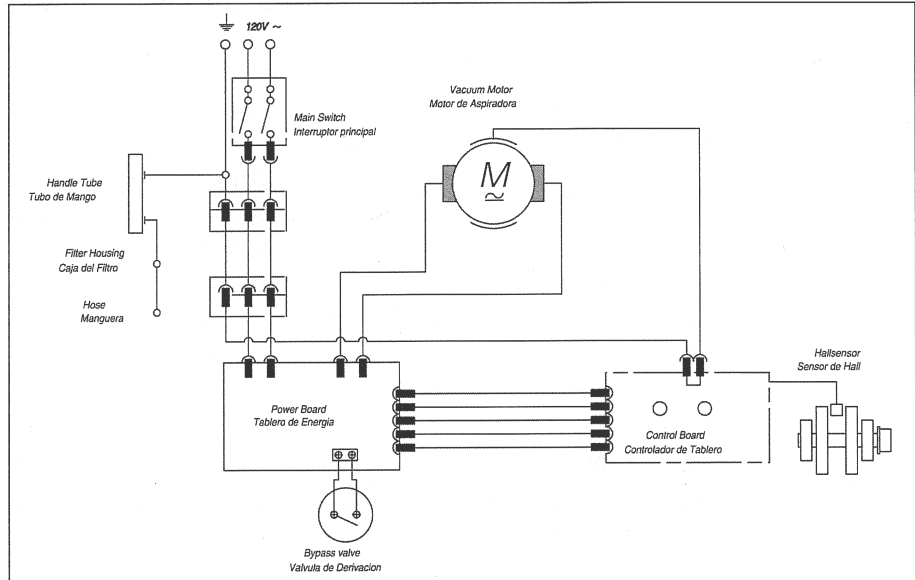 120V ~
Main Switch
Interruptor principal
Vacuum Motor
Motor de Aspiradora
M
Handle Tube
Tubo de Mango
Filter Housing
Caja del Filtro
Hose
Manguera
Hallsensor
Sensor de Hall
Power Board
Tablero de Energia
Control Board
Controlador de Tablero
Bypass valve
Valvula de Derivacion